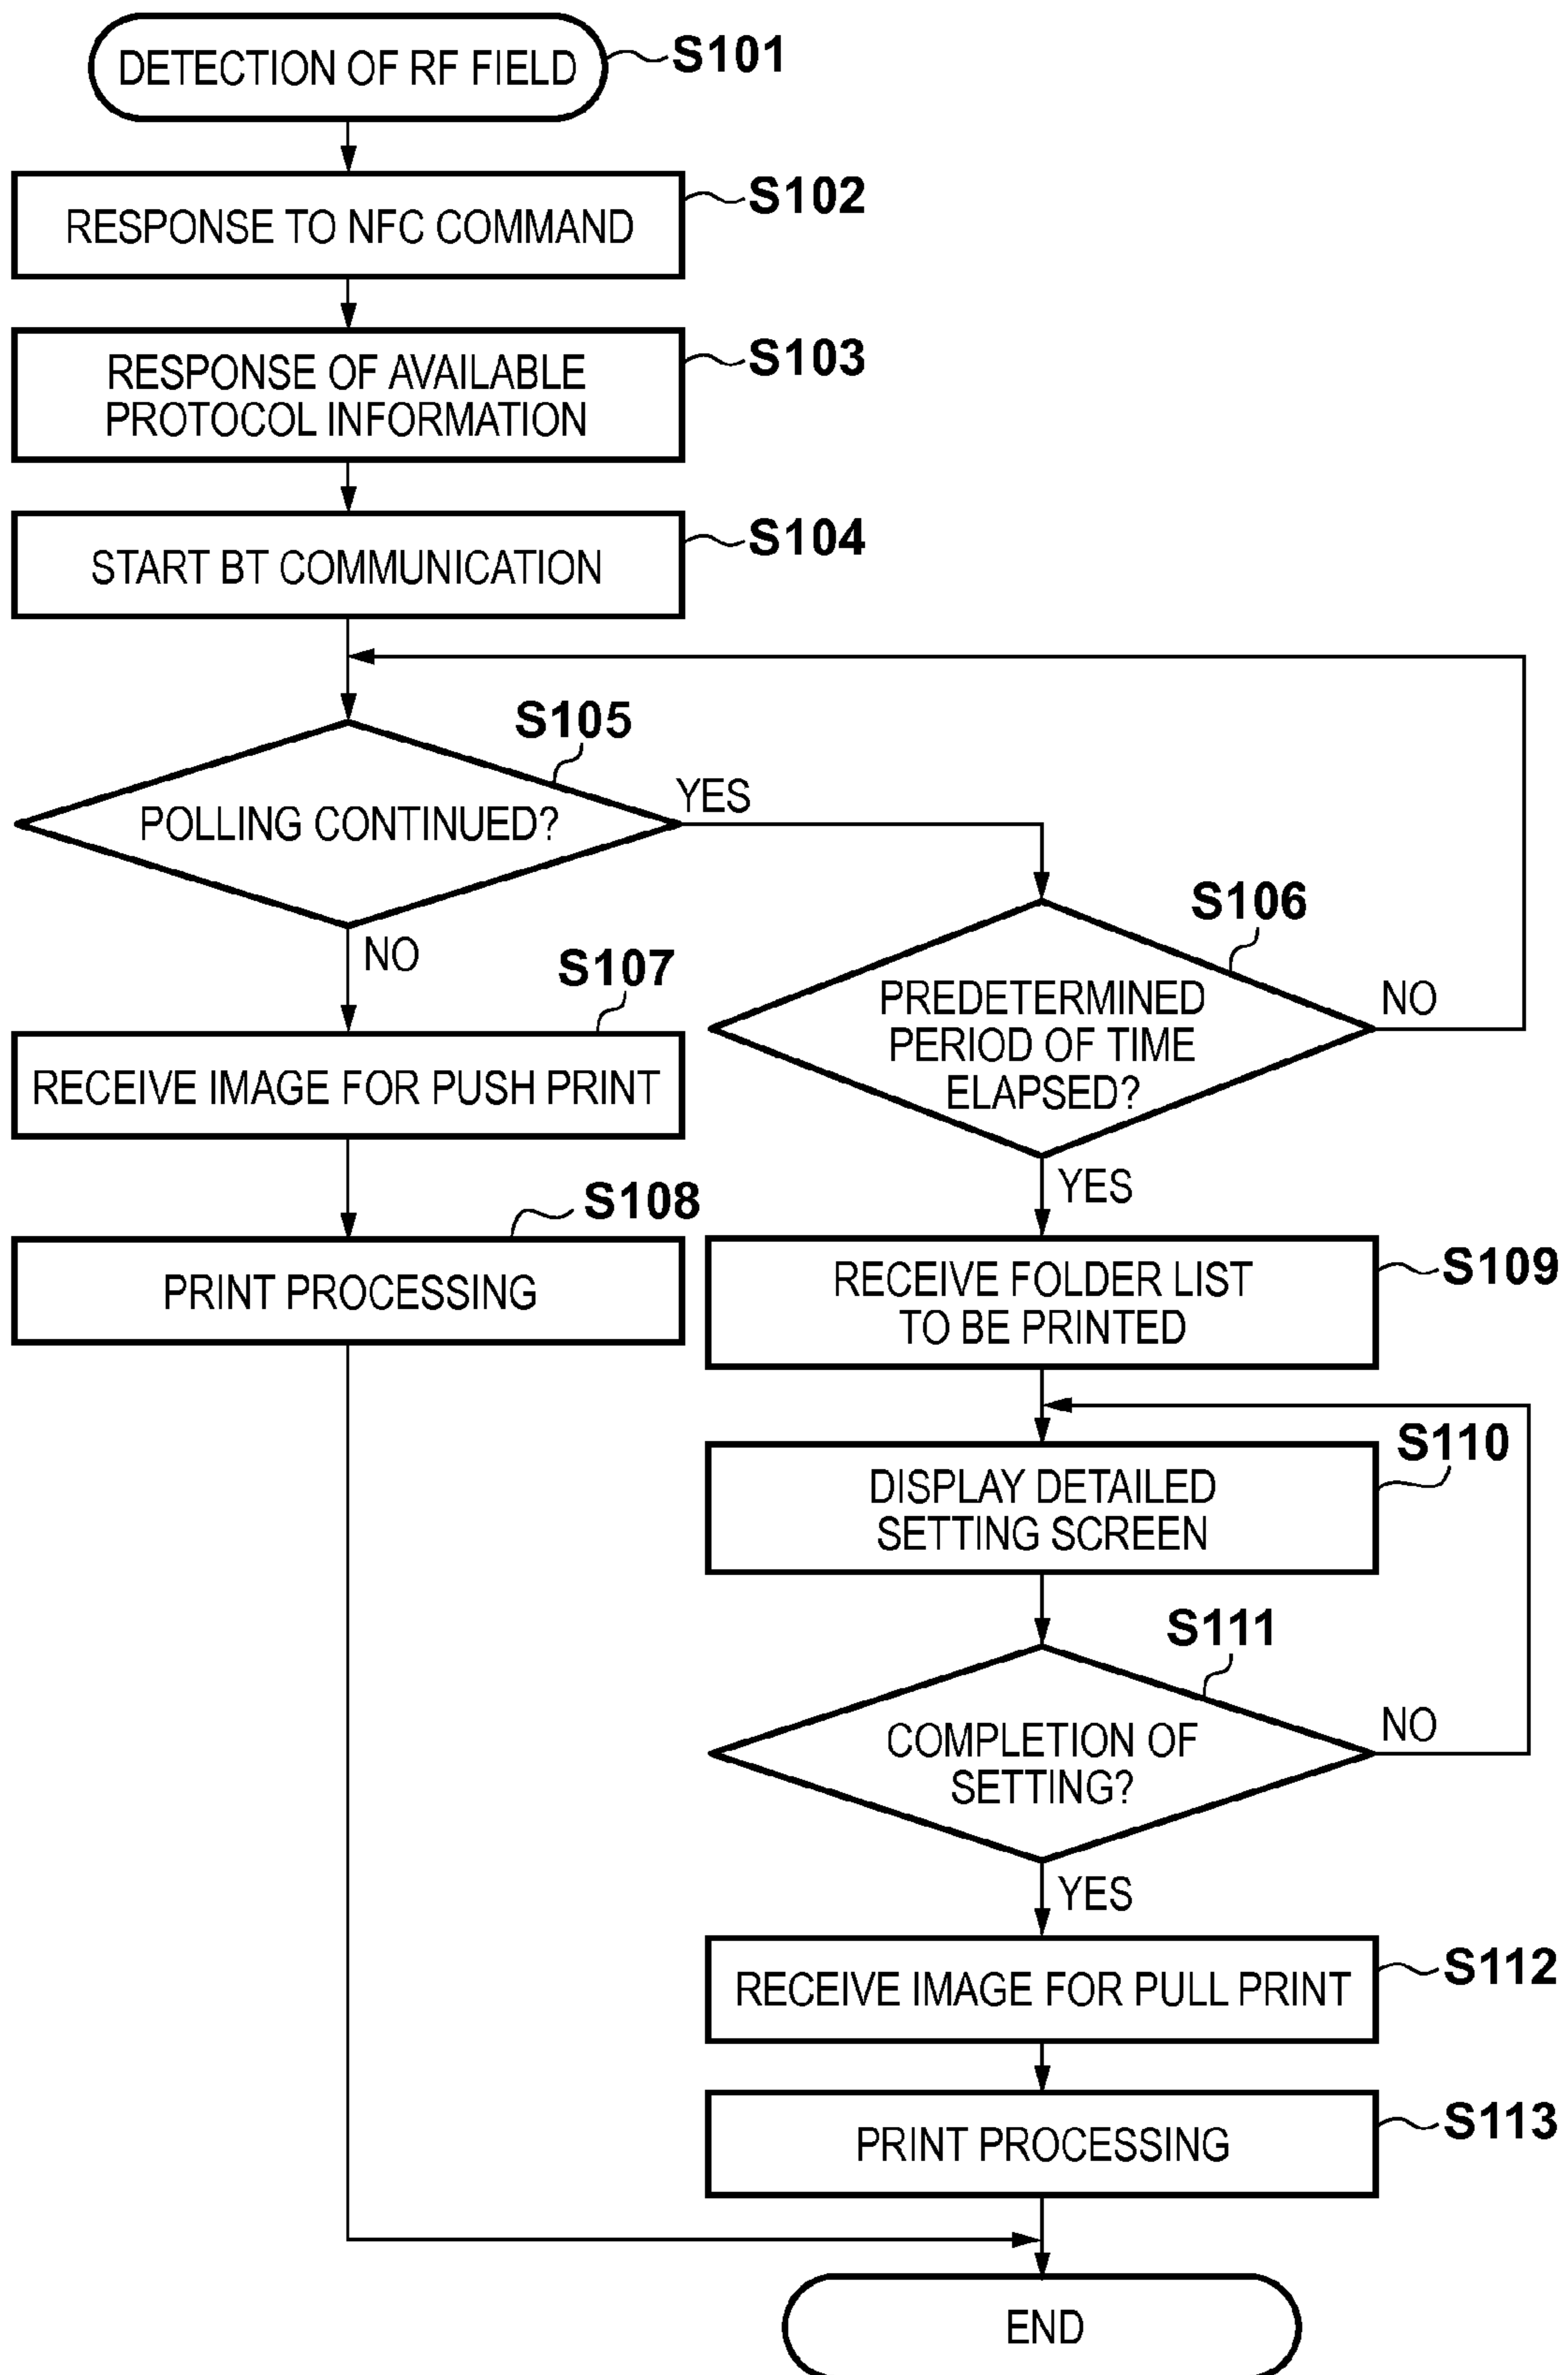 DETECTION OF RF FIELD
S101
RESPONSE TO NFC COMMAND
S102
RESPONSE OF AVAILABLE
PROTOCOL INFORMATION
S103
START BT COMMUNICATION
S104
S105
POLLING CONTINUED?
YES
NO
S106
PREDETERMINED
PERIOD OF TIME
ELAPSED?
NO
YES
S107
RECEIVE IMAGE FOR PUSH PRINT
S108
PRINT PROCESSING
RECEIVE FOLDER LIST
TO BE PRINTED
S109
S110
DISPLAY DETAILED
SETTING SCREEN
S111
COMPLETION OF
SETTING?
NO
YES
RECEIVE IMAGE FOR PULL PRINT
S112
PRINT PROCESSING
S113
END